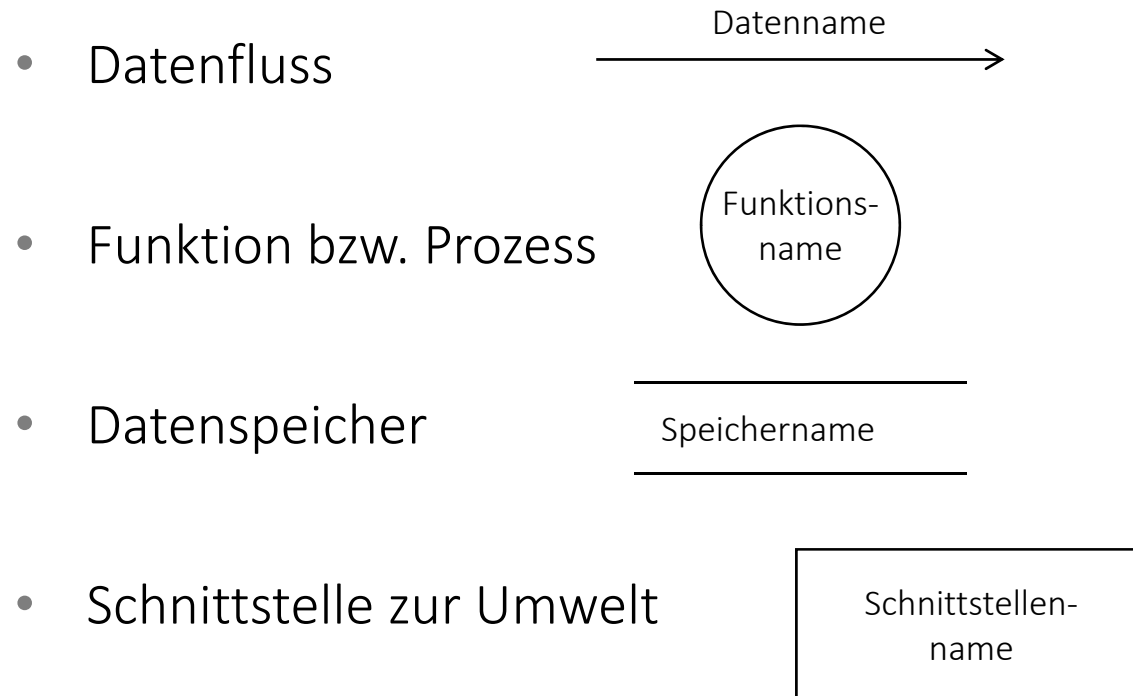 Datenname
• Datenfluss
Funktions-
name
• Funktion bzw. Prozess
• Datenspeicher
Speichername
• Schnittstelle zur Umwelt
Schnittstellen-
name